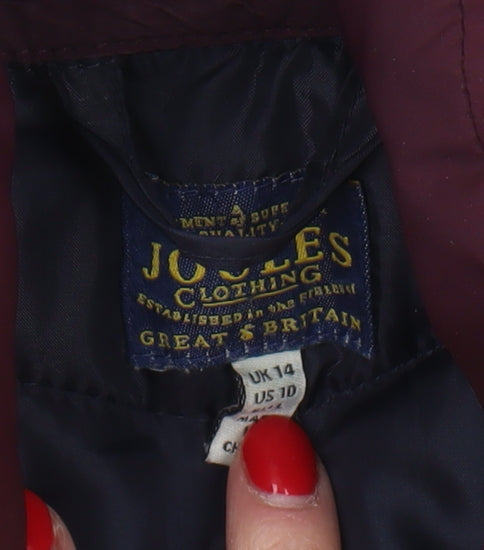 QUALITY
JOULES
CLOTHING
ESTABLISHED in the
GREAT & BRITAIN
UK 14
US 10